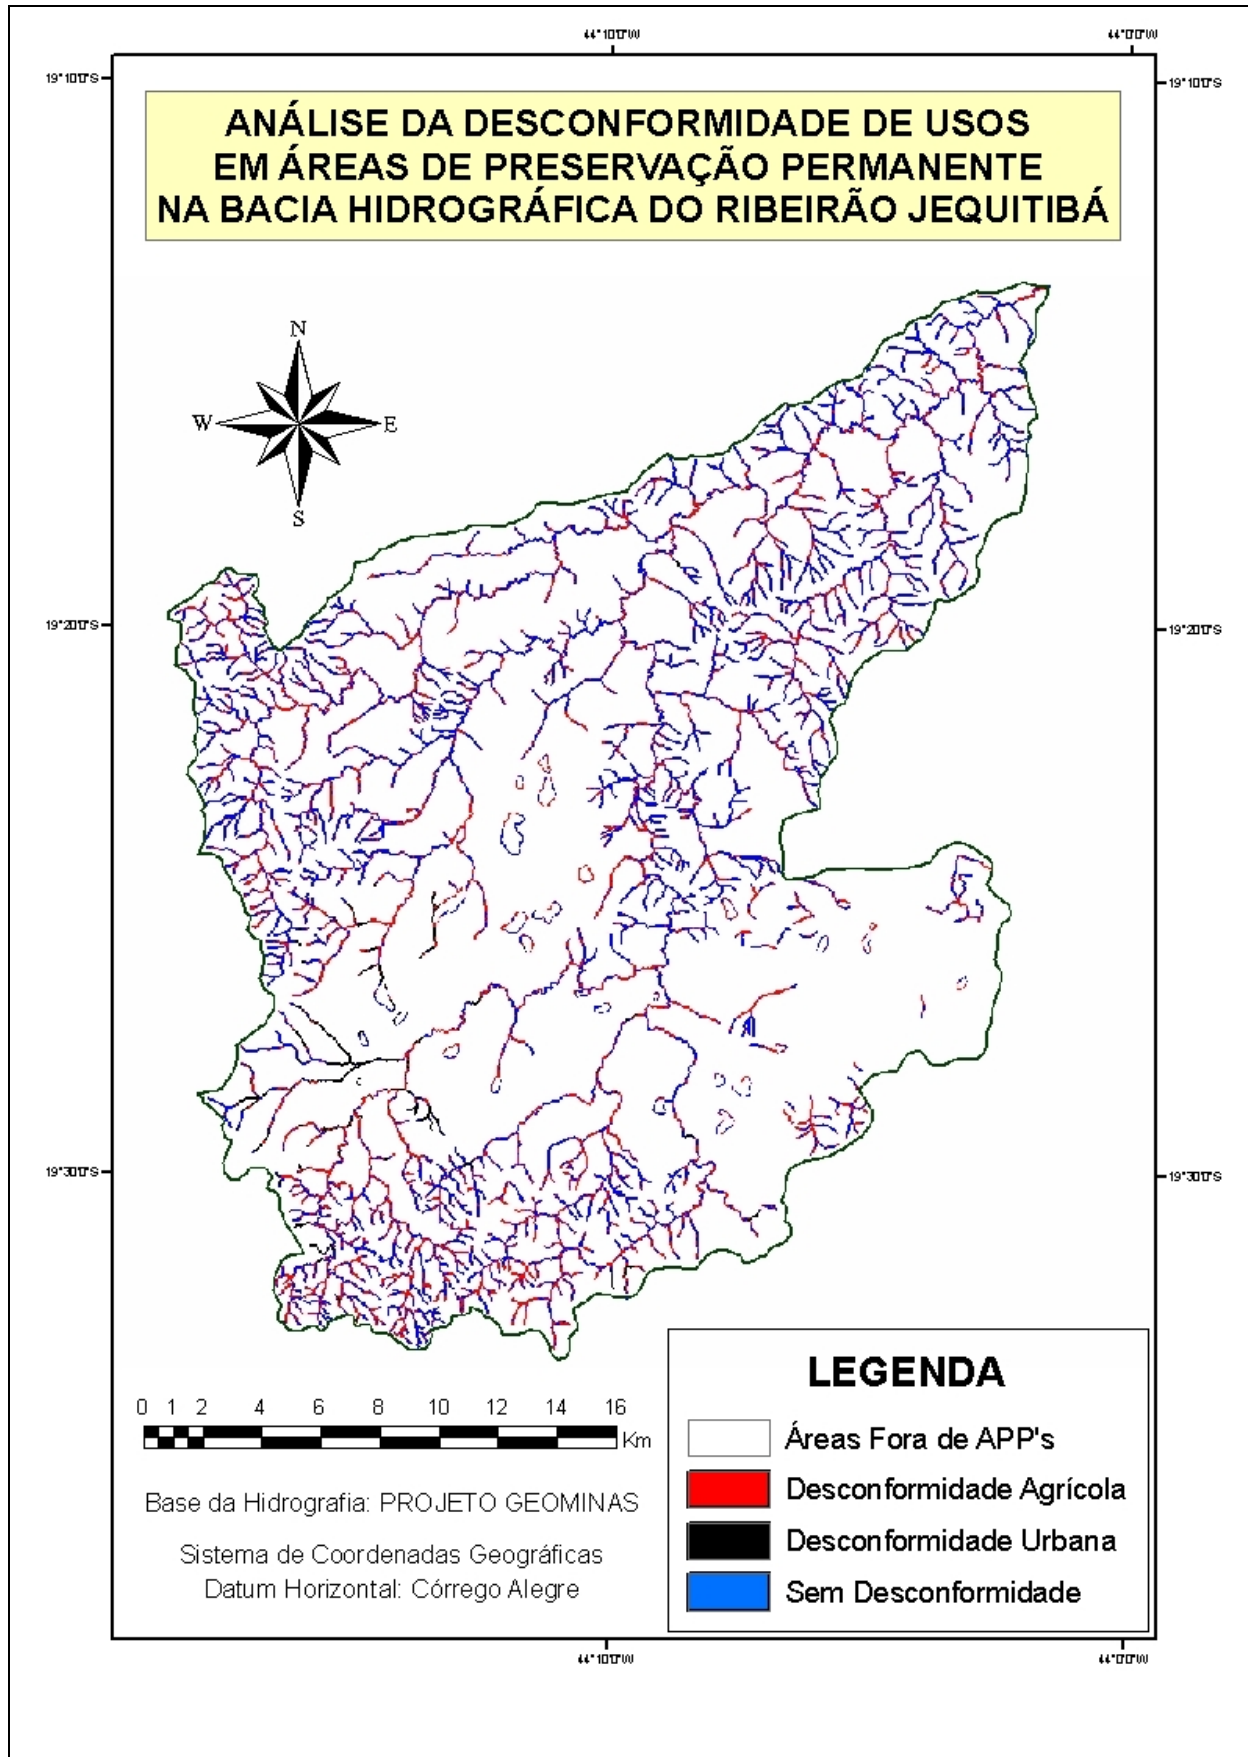 44°10'0"W 44°0'0"W
19°10'0"S 19°10'0"S
ANÁLISE DA DESCONFORMIDADE DE USOS
EM ÁREAS DE PRESERVAÇÃO PERMANENTE
NA BACIA HIDROGRÁFICA DO RIBEIRÃO JEQUITIBÁ
N
W E
S
19°20'0"S 19°20'0"S
19°30'0"S 19°30'0"S
LEGENDA
Áreas Fora de APP's
Desconformidade Agrícola
Desconformidade Urbana
Sem Desconformidade
0 1 2 4 6 8 10 12 14 16
Km
Base da Hidrografia: PROJETO GEOMINAS
Sistema de Coordenadas Geográficas
Datum Horizontal: Córrego Alegre
44°10'0"W 44°0'0"W